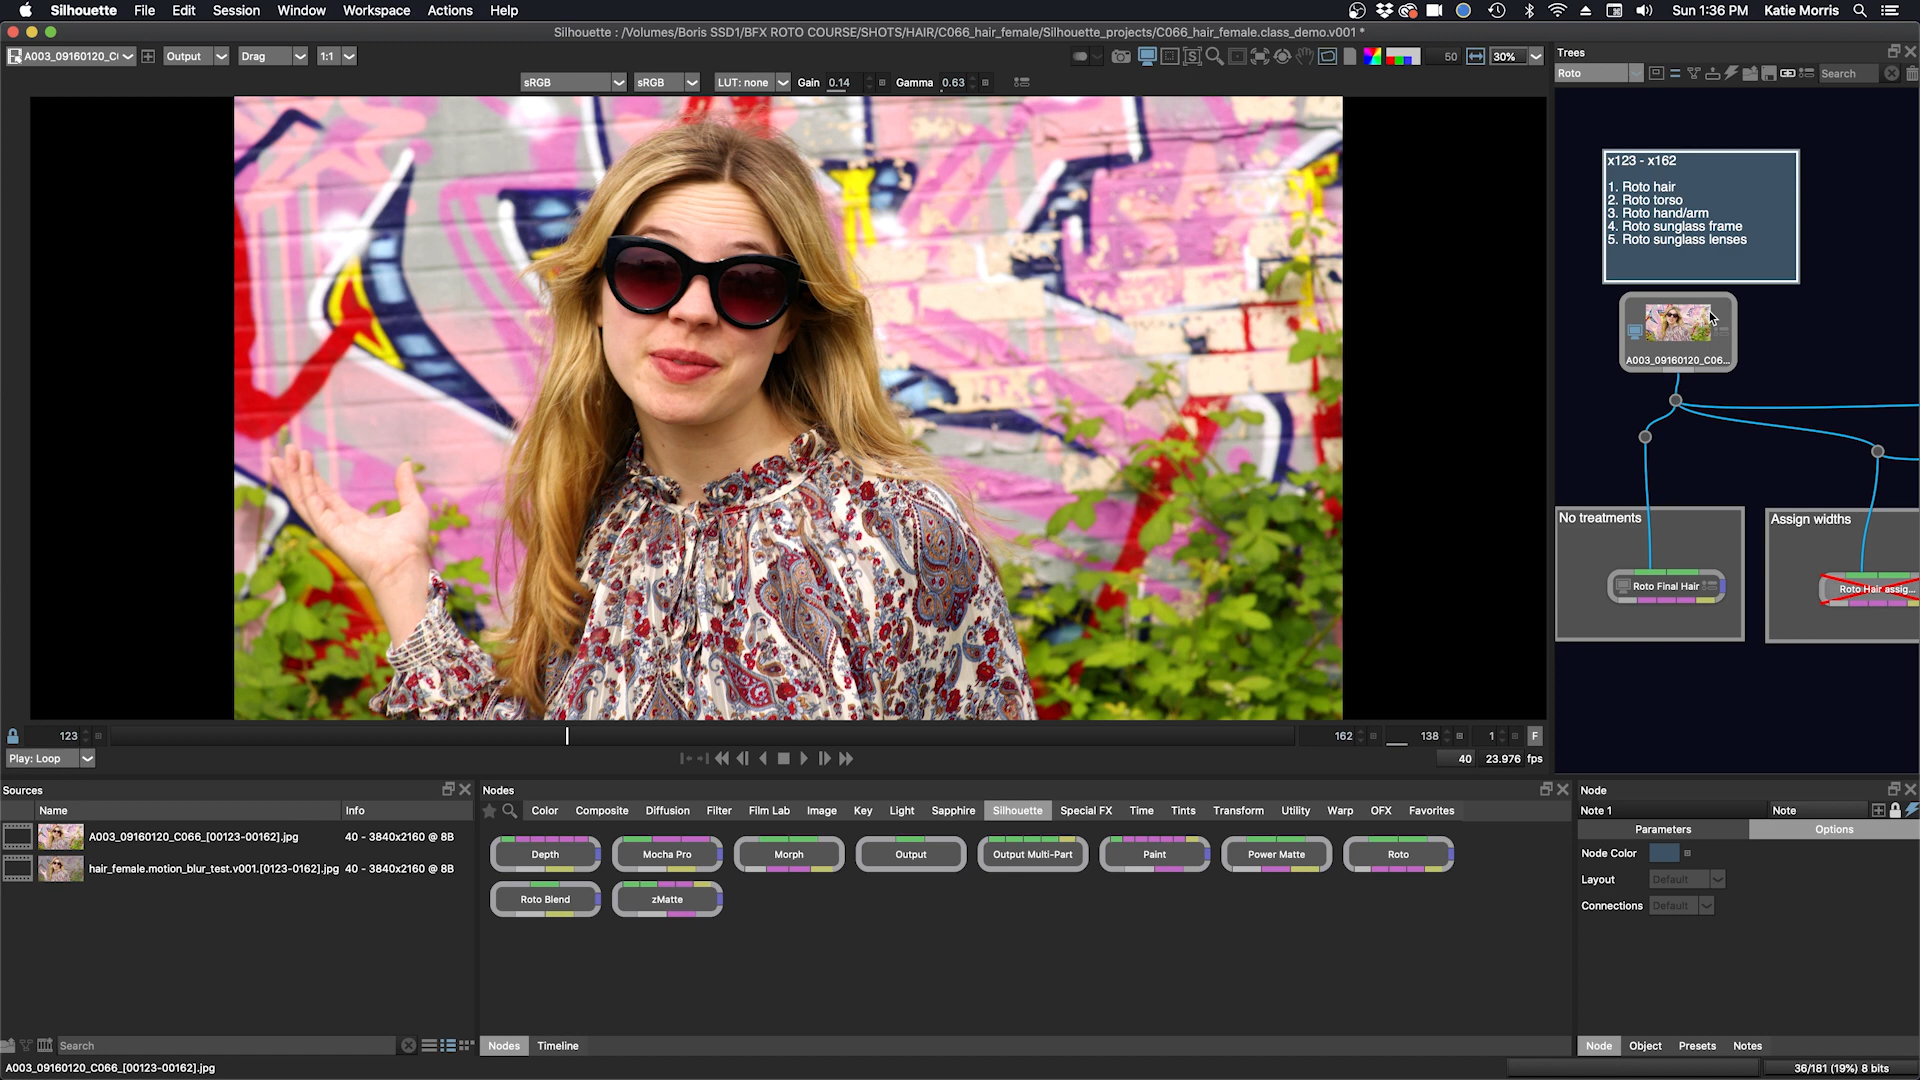 Silhouette File Edit Session Window Workspace Actions Help Sun 1:36 PM Katie Morris
Silhouette : /Volumes/Boris SSD1/BFX ROTO COURSE/SHOTS/HAIR/C066_hair_female/Silhouette_projects/C066_hair_female.class_demo.v001 *
A003_09160120_C( Output Drag 1:1 50 30% Trees
Roto Search
sRGB sRGB LUT: none Gain 0.14 Gamma 0.63
x123 - x162
1. Roto hair
2. Roto torso
3. Roto hand/arm
4. Roto sunglass frame
5. Roto sunglass lenses
A003_09160120_C06...
No treatments Assign widths
Roto Final Hair Roto Hair assig...
123 162 138 1 F
Play: Loop 40 23.976 fps
Sources Nodes Node
Name Info Color Composite Diffusion Filter Film Lab Image Key Light Sapphire Silhouette Special FX Time Tints Transform Utility Warp OFX Favorites Note 1 Note
Parameters Options
A003_09160120_C066_[00123-00162].jpg 40 - 3840x2160 @ 8B
hair_female.motion_blur_test.v001.[0123-0162].jpg 40 - 3840x2160 @ 8B
Depth Mocha Pro Morph Output Output Multi-Part Paint Power Matte Roto
Roto Blend zMatte
Node Color
Layout Default
Connections Default
Search Nodes Timeline Node Object Presets Notes
A003_09160120_C066_[00123-00162].jpg 36/181 (19%) 8 bits